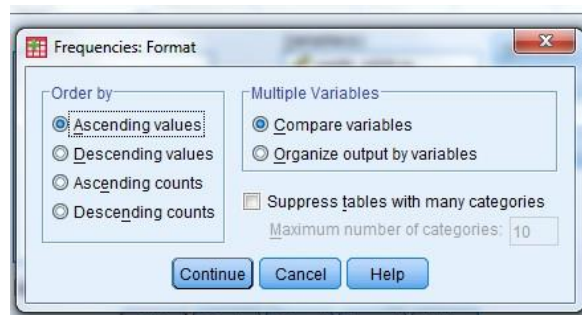 Frequencies: Format
Order by
Ascending values
Descending values
Ascending counts
Descending counts
Multiple Variables
Compare variables
Organize output by variables
Suppress tables with many categories
Maximum number of categories: 10
Continue Cancel Help